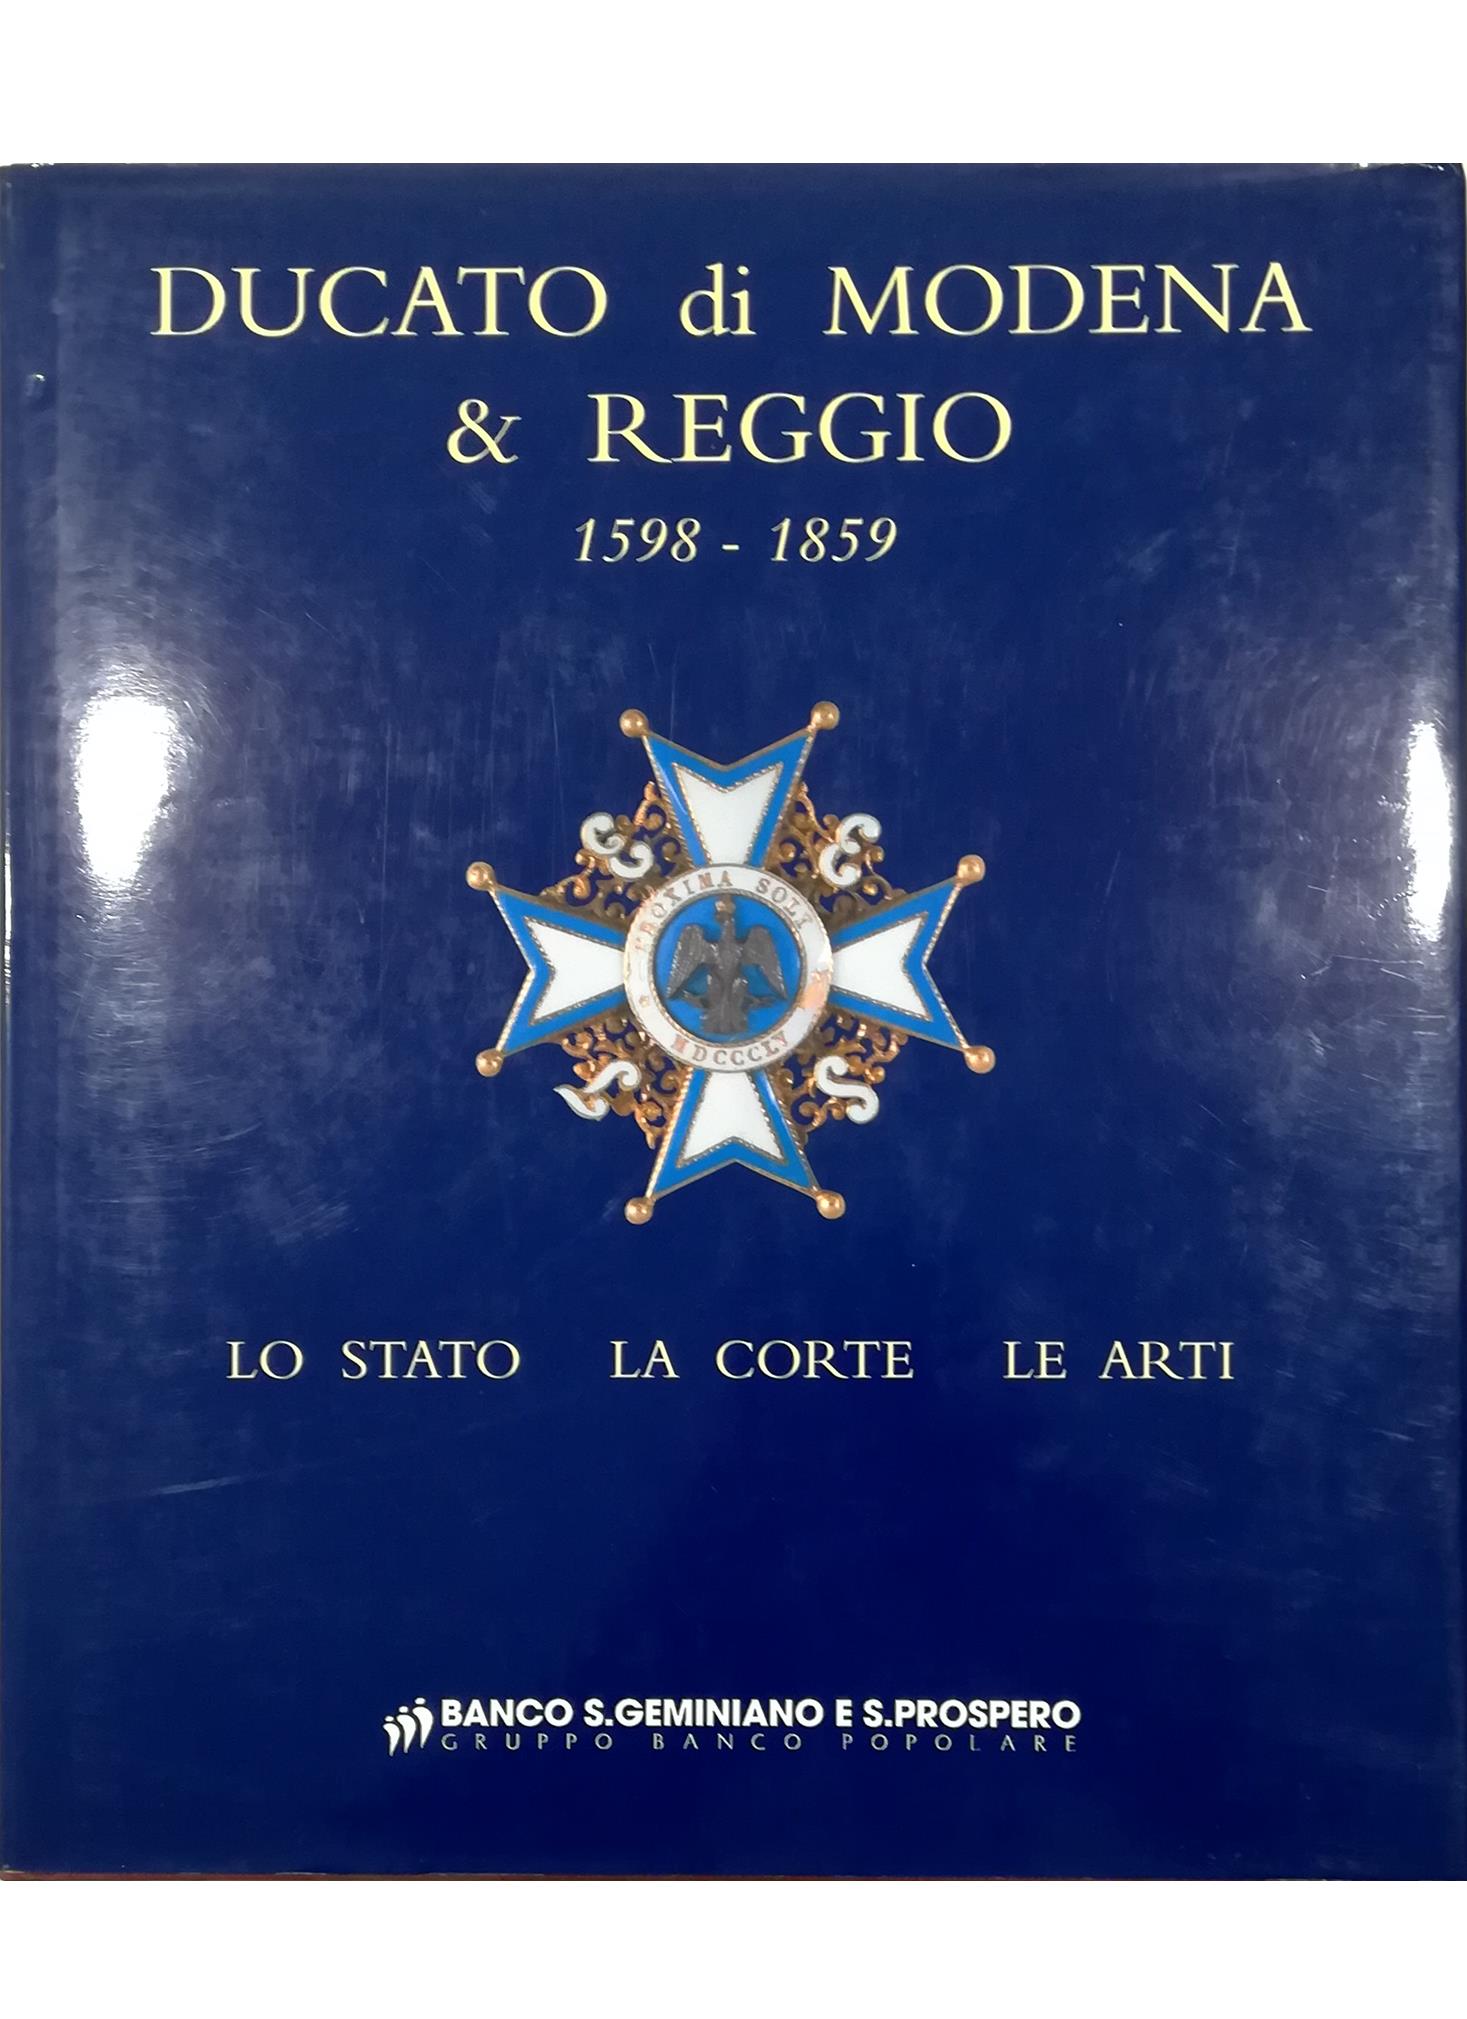 DUCATO di MODENA
& REGGIO
1598 - 1859
PROXIMA SOLI
MDCCCLV
LO STATO LA CORTE LE ARTI
BANCO S.GEMINIANO E S.PROSPERO
GRUPPO BANCO POPOLARE